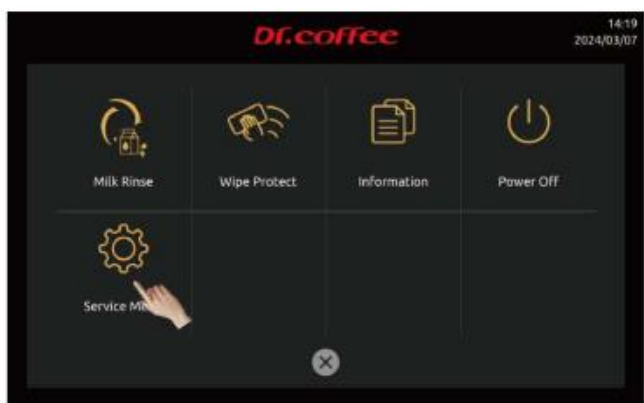 Dr.coffee
14:19
2024/03/07
Milk Rinse
Wipe Protect
Information
Power Off
Service